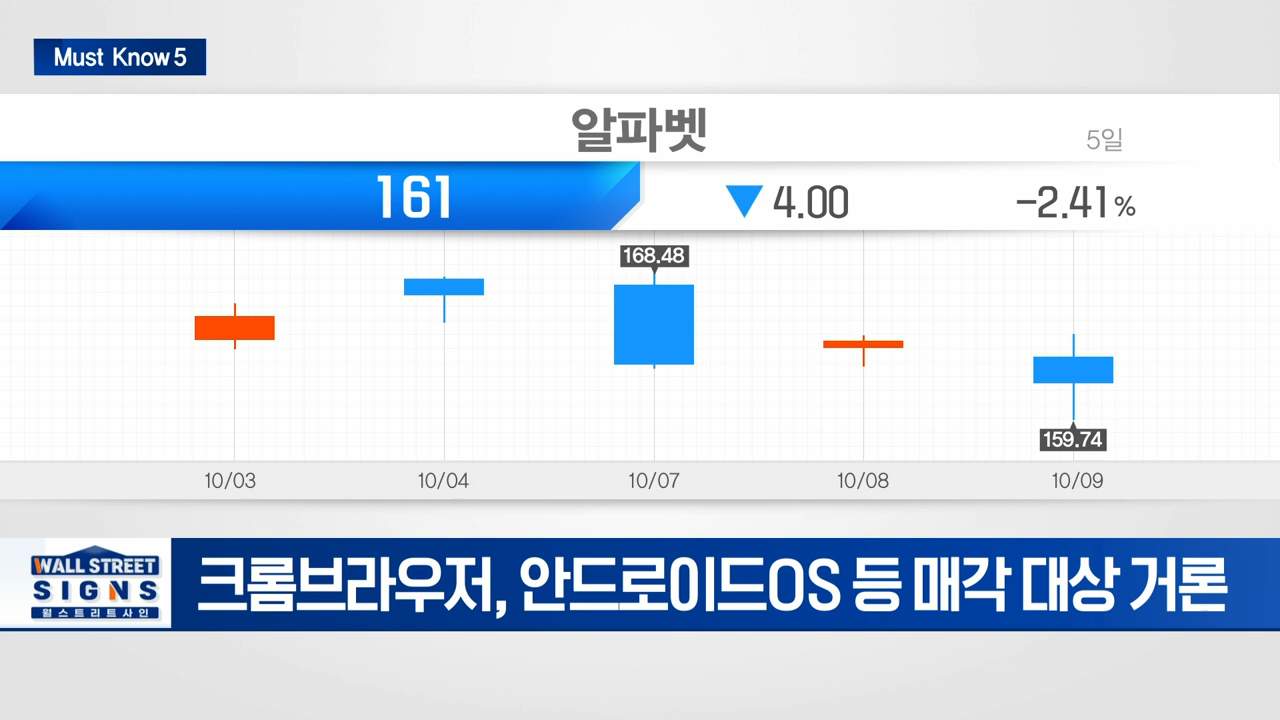 Must Know 5
알파벳
5일
161 ▼ 4.00 -2.41%
168.48
159.74
10/03 10/04 10/07 10/08 10/09
WALL STREET
SIGNS
월스트리트사인
크롬브라우저, 안드로이드OS 등 매각 대상 거론